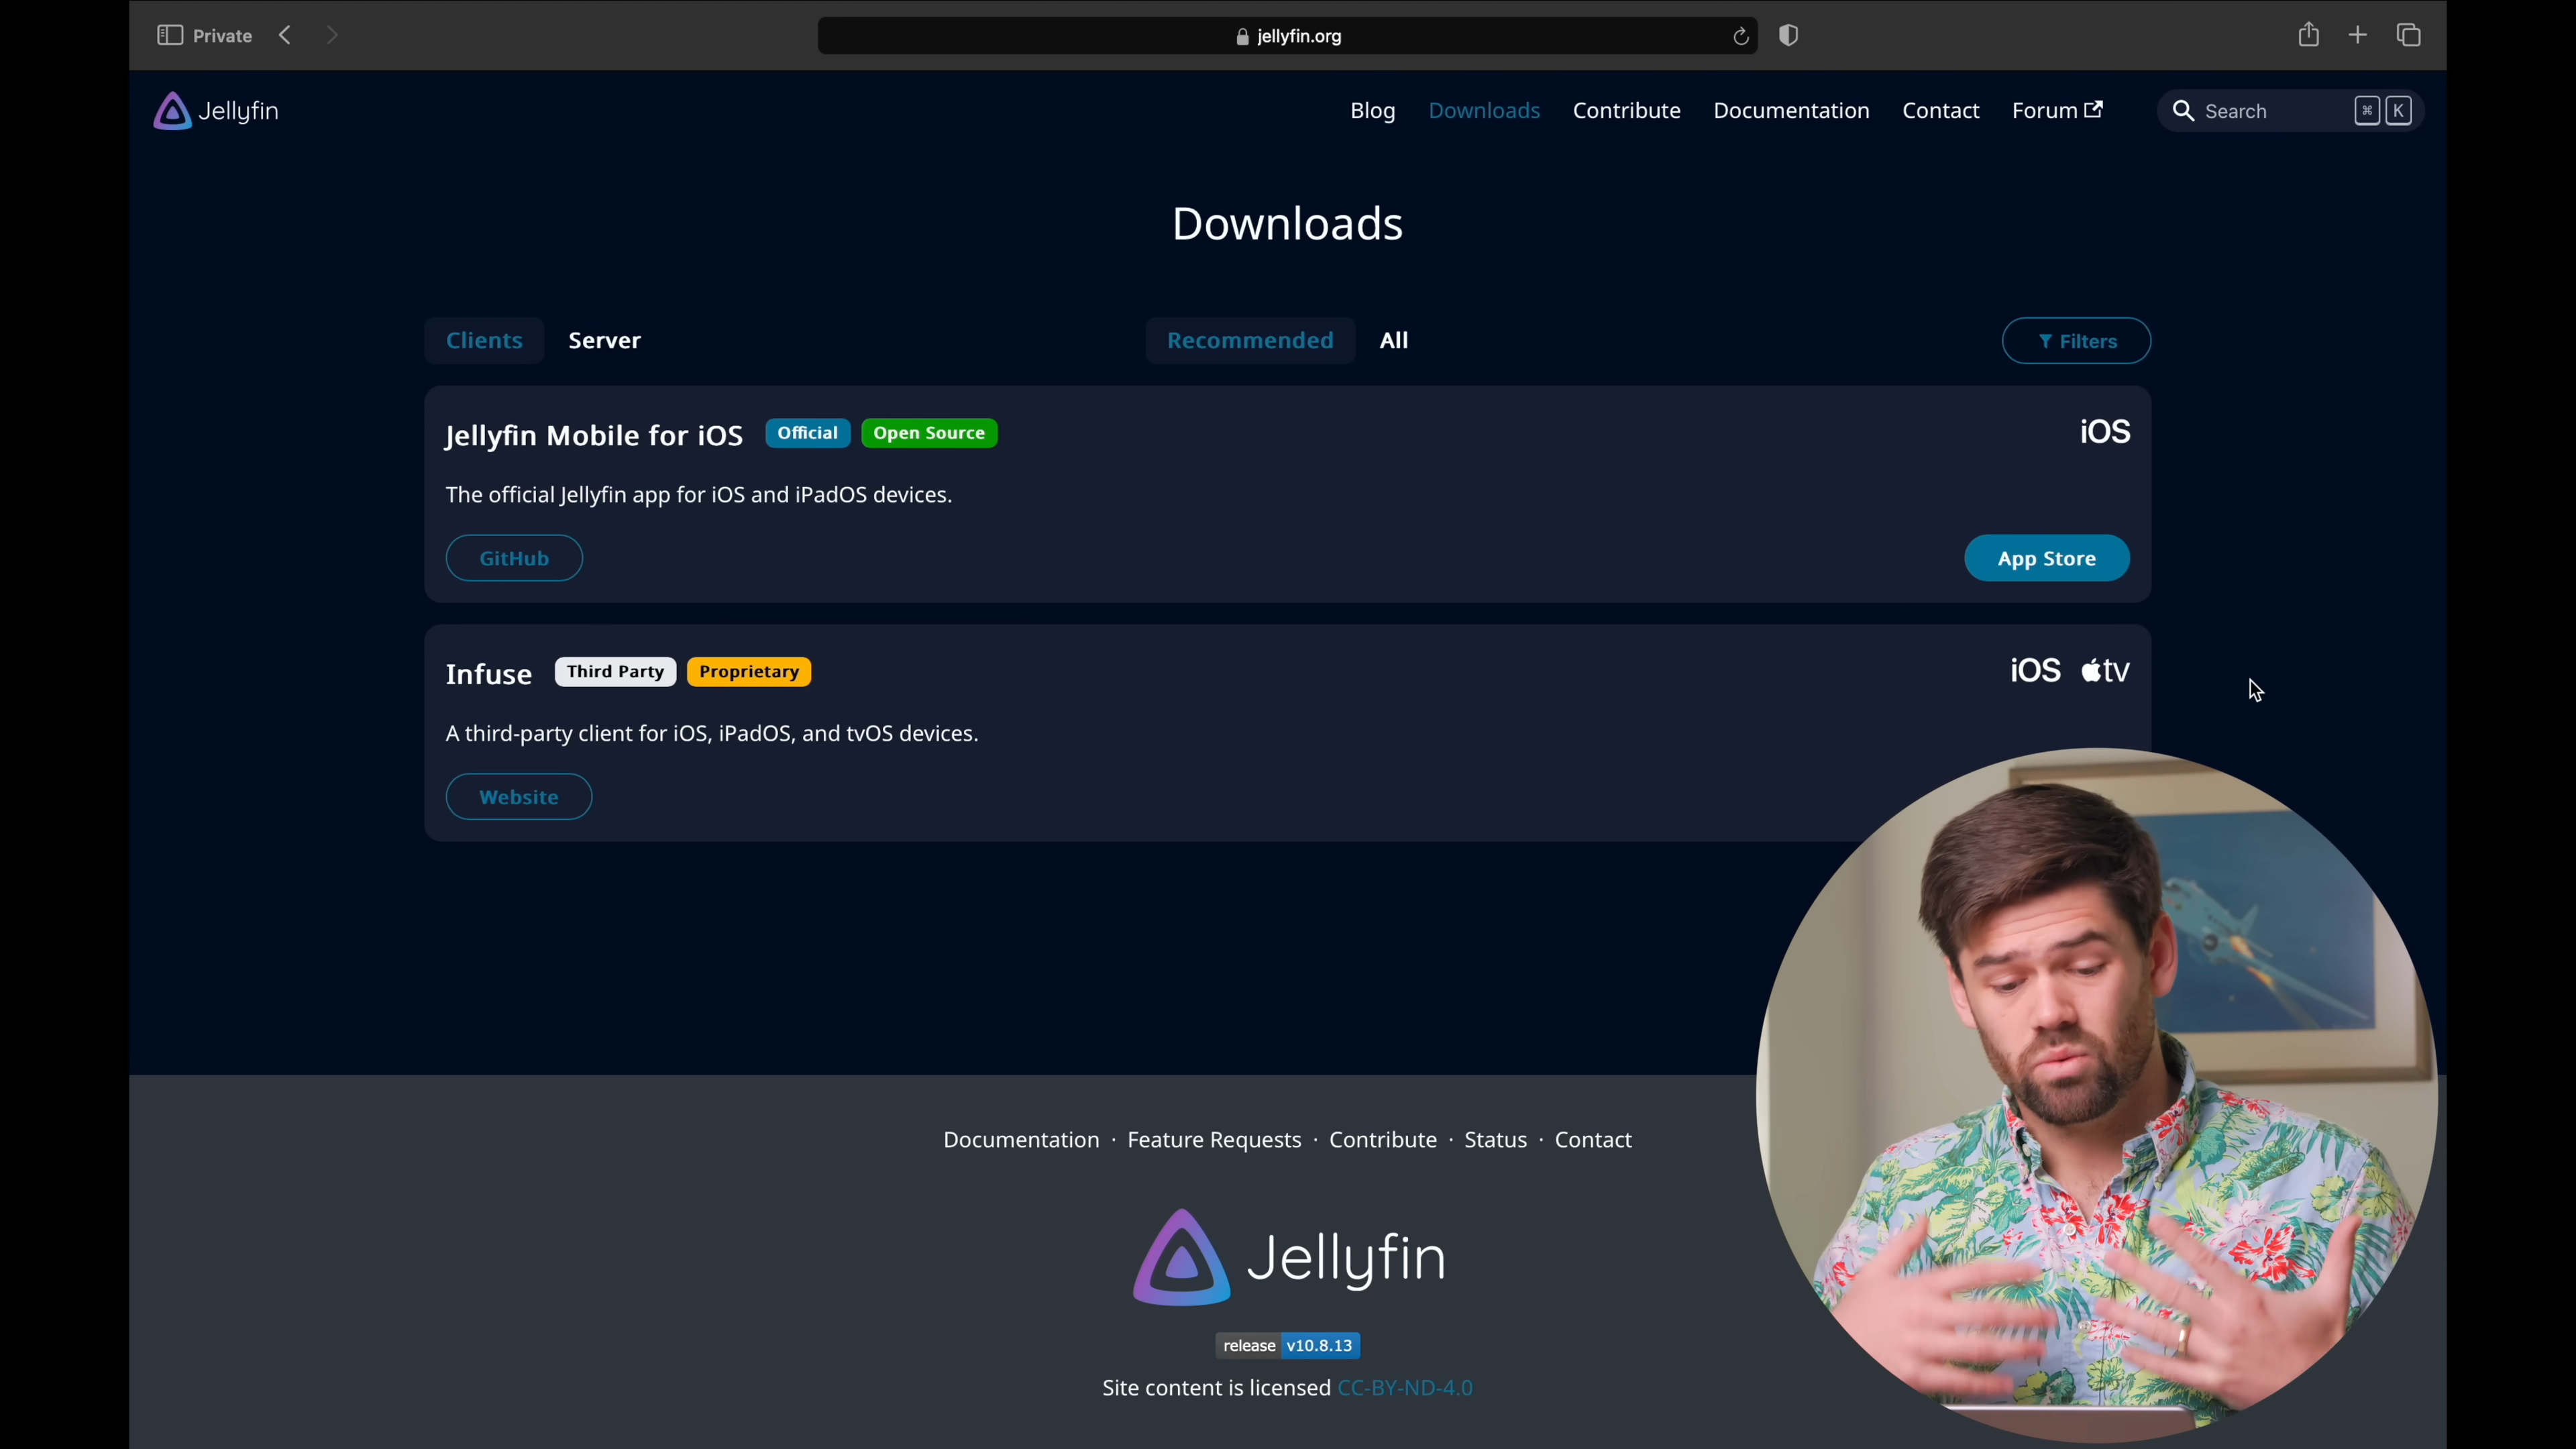 Private
jellyfin.org
Jellyfin
Blog Downloads Contribute Documentation Contact Forum
Search ⌘ K
Downloads
Clients Server Recommended All Filters
Jellyfin Mobile for iOS Official Open Source iOS
The official Jellyfin app for iOS and iPadOS devices.
GitHub App Store
Infuse Third Party Proprietary iOS tv
A third-party client for iOS, iPadOS, and tvOS devices.
Website
Documentation · Feature Requests · Contribute · Status · Contact
Jellyfin
release v10.8.13
Site content is licensed CC-BY-ND-4.0